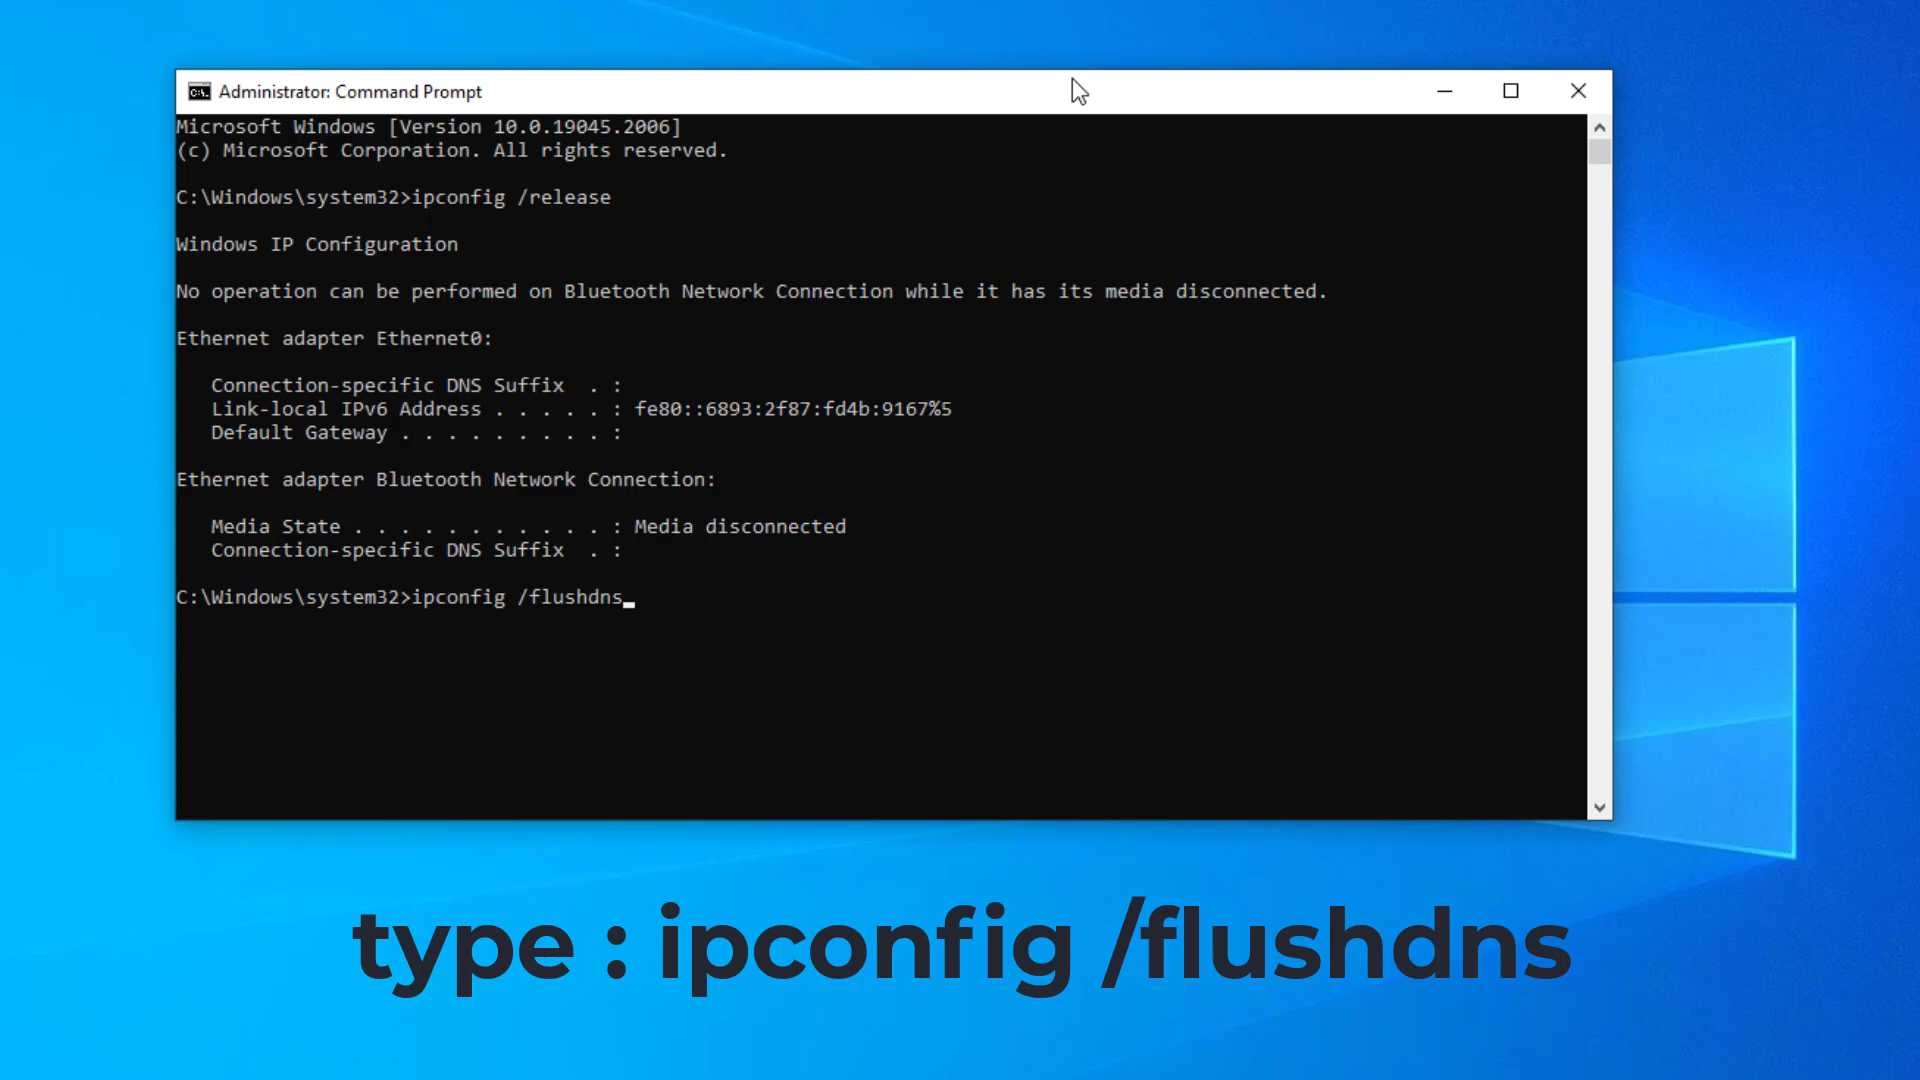 Administrator: Command Prompt
Microsoft Windows [Version 10.0.19045.2006]
(c) Microsoft Corporation. All rights reserved.
C:\Windows\system32>ipconfig /release
Windows IP Configuration
No operation can be performed on Bluetooth Network Connection while it has its media disconnected.
Ethernet adapter Ethernet0:
   Connection-specific DNS Suffix  . :
   Link-local IPv6 Address . . . . . : fe80::6893:2f87:fd4b:9167%5
   Default Gateway . . . . . . . . . :
Ethernet adapter Bluetooth Network Connection:
   Media State . . . . . . . . . . . : Media disconnected
   Connection-specific DNS Suffix  . :
C:\Windows\system32>ipconfig /flushdns
type : ipconfig /flushdns